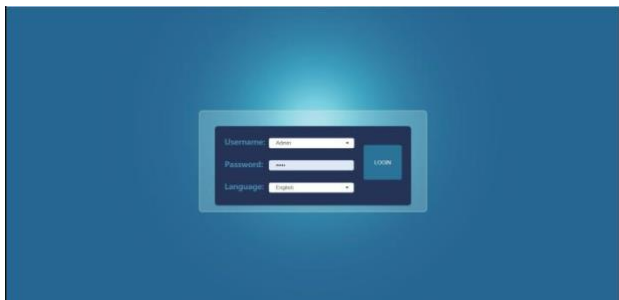 Username: Admin
Password: •••••
LOGIN
Language: English